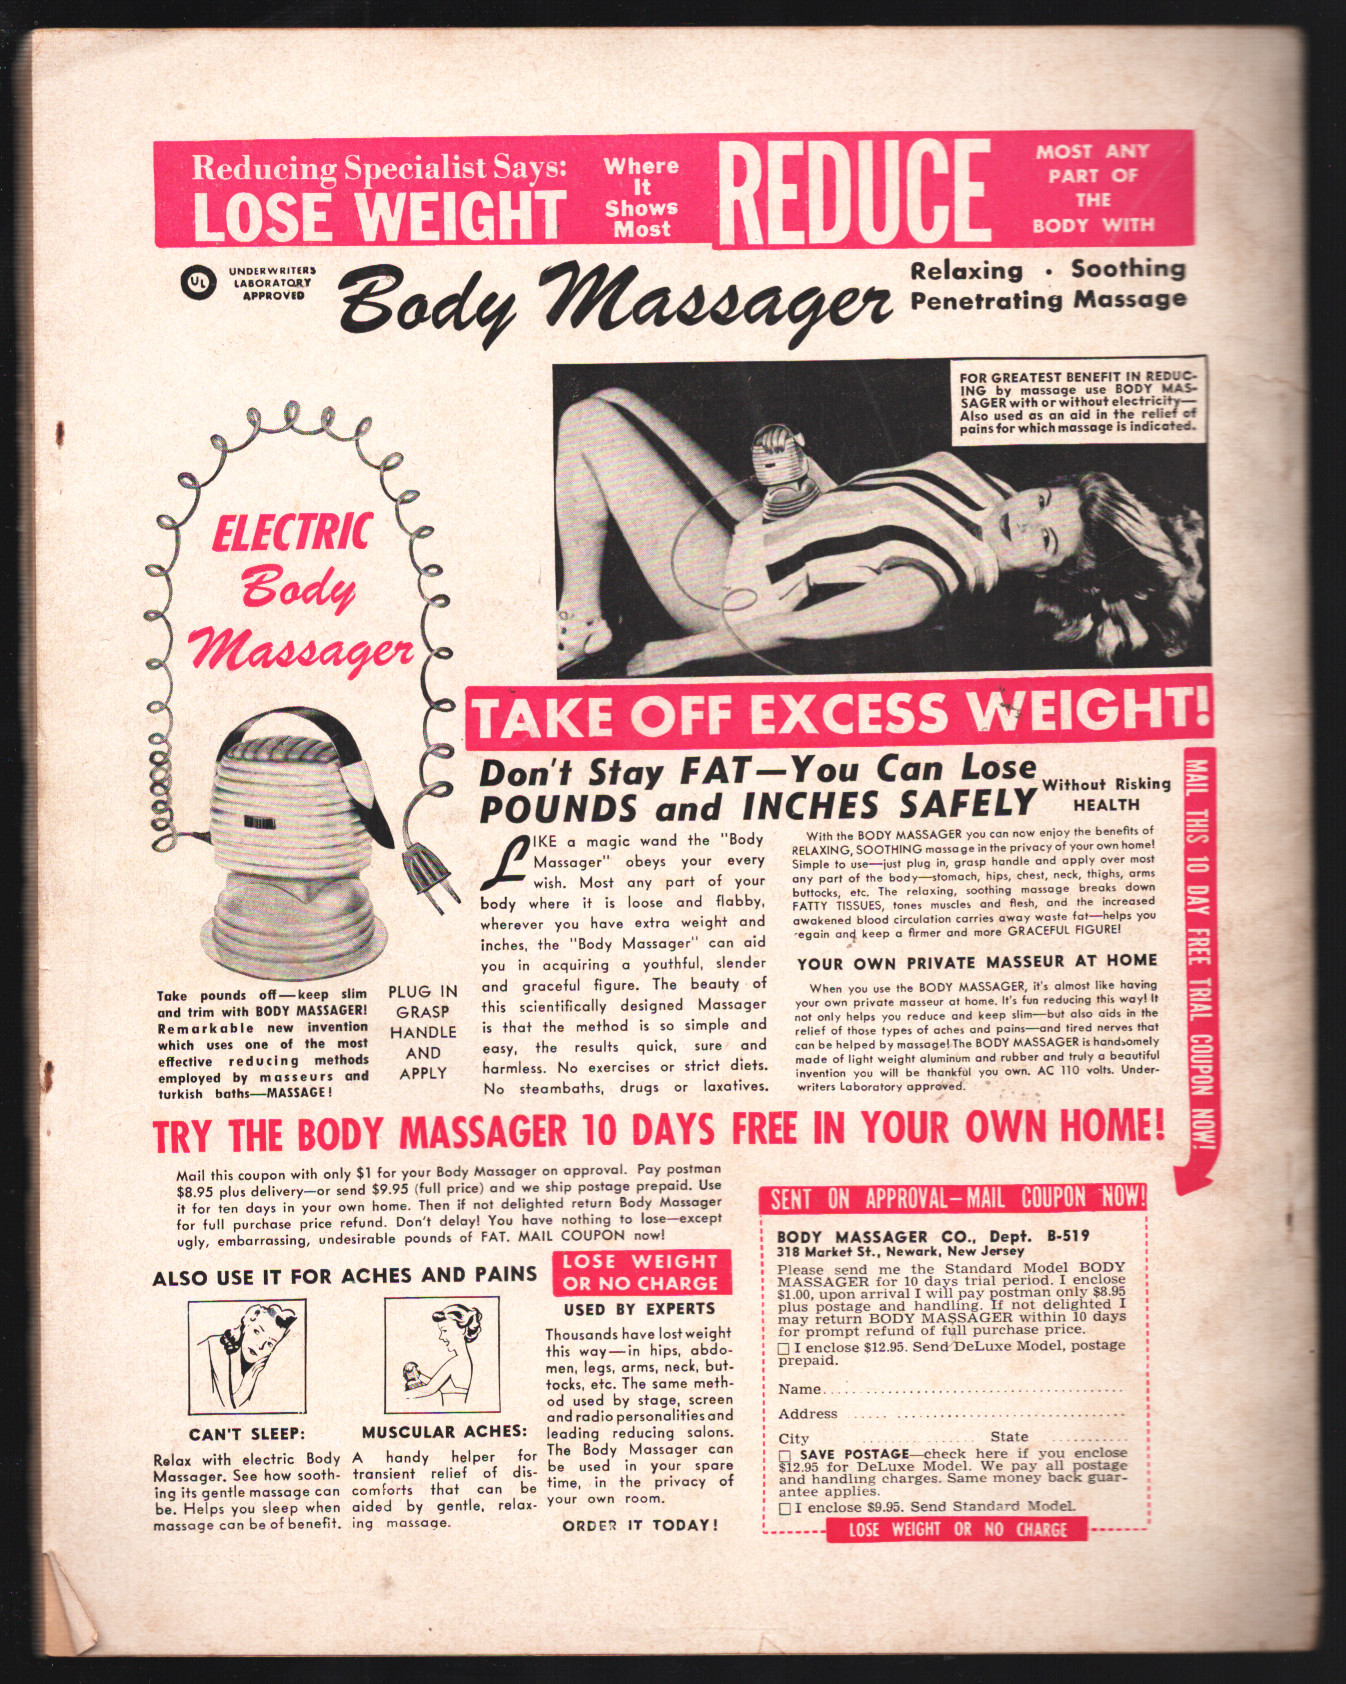 Reducing Specialist Says:
LOSE WEIGHT
Where
It
Shows
Most
REDUCE
MOST ANY
PART OF
THE
BODY WITH
UL
UNDERWRITERS
LABORATORY
APPROVED
Body Massager
Relaxing · Soothing
Penetrating Massage
FOR GREATEST BENEFIT IN REDUC-
ING by massage use BODY MAS-
SAGER with or without electricity—
Also used as an aid in the relief of
pains for which massage is indicated.
ELECTRIC
Body
Massager
TAKE OFF EXCESS WEIGHT!
Don't Stay FAT—You Can Lose
POUNDS and INCHES SAFELY
Without Risking
HEALTH
LIKE a magic wand the "Body
Massager" obeys your every
wish. Most any part of your
body where it is loose and flabby,
wherever you have extra weight and
inches, the "Body Massager" can aid
you in acquiring a youthful, slender
and graceful figure. The beauty of
this scientifically designed Massager
is that the method is so simple and
easy, the results quick, sure and
harmless. No exercises or strict diets.
No steambaths, drugs or laxatives.
With the BODY MASSAGER you can now enjoy the benefits of
RELAXING, SOOTHING massage in the privacy of your own home!
Simple to use—just plug in, grasp handle and apply over most
any part of the body—stomach, hips, chest, neck, thighs, arms
buttocks, etc. The relaxing, soothing massage breaks down
FATTY TISSUES, tones muscles and flesh, and the increased
awakened blood circulation carries away waste fat—helps you
regain and keep a firmer and more GRACEFUL FIGURE!
YOUR OWN PRIVATE MASSEUR AT HOME
When you use the BODY MASSAGER, it's almost like having
your own private masseur at home. It's fun reducing this way! It
not only helps you reduce and keep slim—but also aids in the
relief of those types of aches and pains—and tired nerves that
can be helped by massage! The BODY MASSAGER is handsomely
made of light weight aluminum and rubber and truly a beautiful
invention you will be thankful you own. AC 110 volts. Under-
writers Laboratory approved.
MAIL THIS 10 DAY FREE TRIAL COUPON NOW!
Take pounds off—keep slim
and trim with BODY MASSAGER!
Remarkable new invention
which uses one of the most
effective reducing methods
employed by masseurs and
turkish baths—MASSAGE!
PLUG IN
GRASP
HANDLE
AND
APPLY
TRY THE BODY MASSAGER 10 DAYS FREE IN YOUR OWN HOME!
Mail this coupon with only $1 for your Body Massager on approval. Pay postman
$8.95 plus delivery—or send $9.95 (full price) and we ship postage prepaid. Use
it for ten days in your own home. Then if not delighted return Body Massager
for full purchase price refund. Don't delay! You have nothing to lose—except
ugly, embarrassing, undesirable pounds of FAT. MAIL COUPON now!
ALSO USE IT FOR ACHES AND PAINS
CAN'T SLEEP:
Relax with electric Body
Massager. See how sooth-
ing its gentle massage can
be. Helps you sleep when
massage can be of benefit.
MUSCULAR ACHES:
A handy helper for
transient relief of dis-
comforts that can be
aided by gentle, relax-
ing massage.
LOSE WEIGHT
OR NO CHARGE
USED BY EXPERTS
Thousands have lost weight
this way—in hips, abdo-
men, legs, arms, neck, but-
tocks, etc. The same meth-
od used by stage, screen
and radio personalities and
leading reducing salons.
The Body Massager can
be used in your spare
time, in the privacy of
your own room.
ORDER IT TODAY!
SENT ON APPROVAL—MAIL COUPON NOW!
BODY MASSAGER CO., Dept. B-519
318 Market St., Newark, New Jersey
Please send me the Standard Model BODY
MASSAGER for 10 days trial period. I enclose
$1.00, upon arrival I will pay postman only $8.95
plus postage and handling. If not delighted I
may return BODY MASSAGER within 10 days
for prompt refund of full purchase price.
□ I enclose $12.95. Send DeLuxe Model, postage
prepaid.
Name
Address
City State
□ SAVE POSTAGE—check here if you enclose
$12.95 for DeLuxe Model. We pay all postage
and handling charges. Same money back guar-
antee applies.
□ I enclose $9.95. Send Standard Model.
LOSE WEIGHT OR NO CHARGE